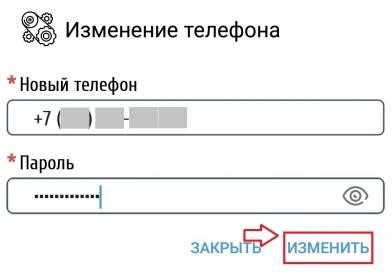 Изменение телефона
* Новый телефон
+7 ( ) -
* Пароль
•••••••••••••
ЗАКРЫТЬ ИЗМЕНИТЬ